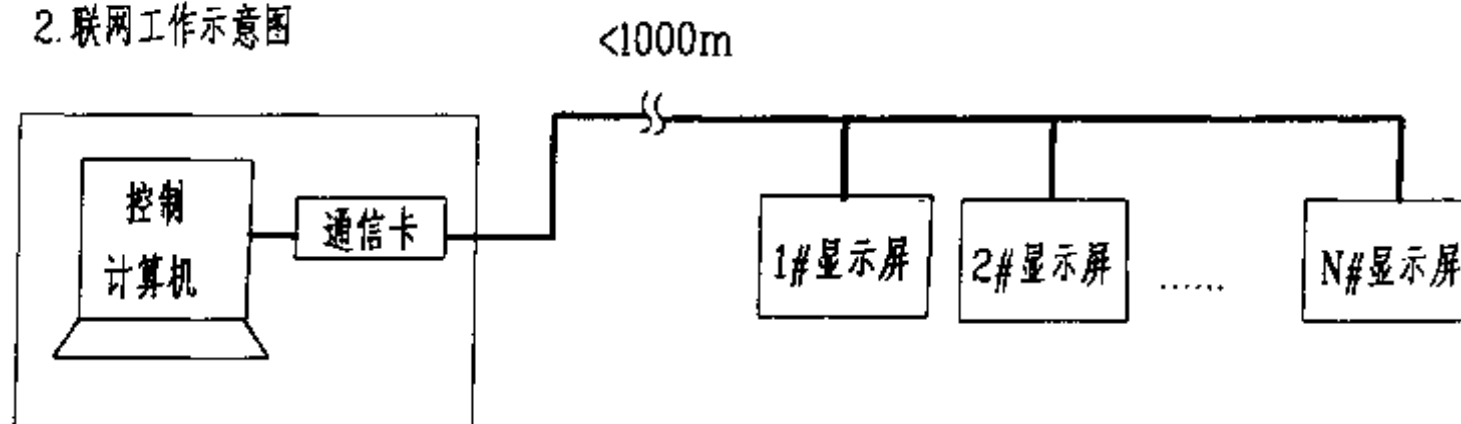 2.联网工作示意图
<1000m
控制
计算机
通信卡
1#显示屏
2#显示屏
......
N#显示屏